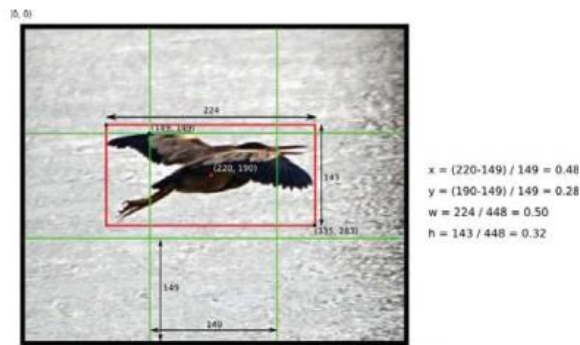 (0, 0)
224
(149, 149)
(220, 190)
143
(335, 283)
149
149
x = (220-149) / 149 = 0.48
y = (190-149) / 149 = 0.28
w = 224 / 448 = 0.50
h = 143 / 448 = 0.32